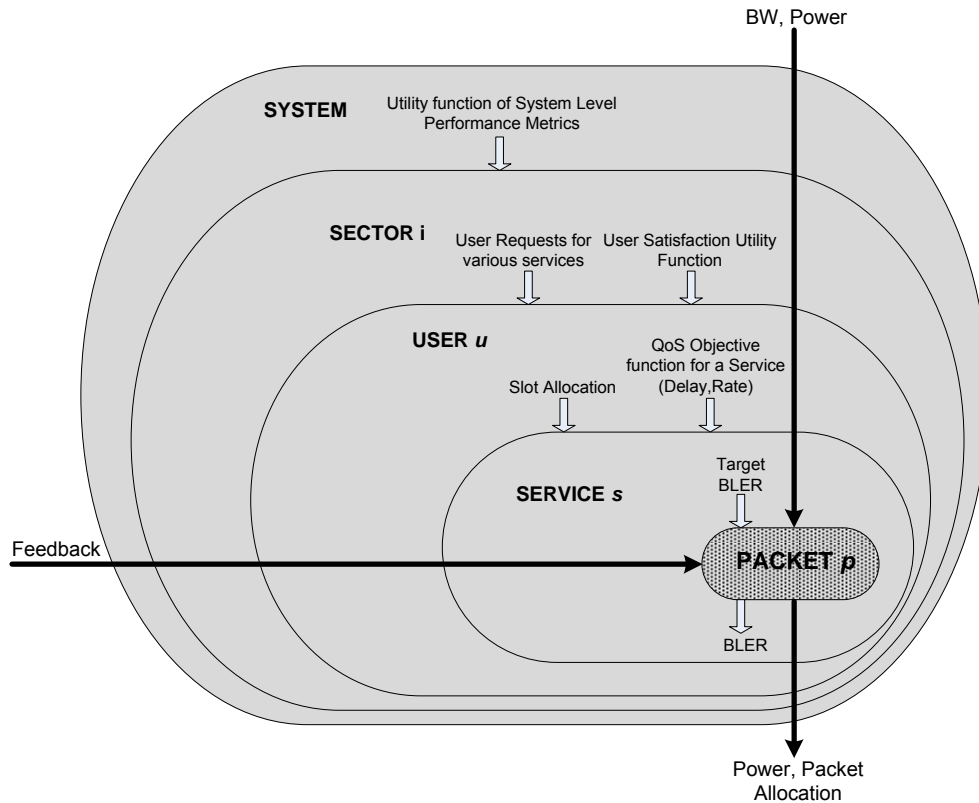 BW, Power
SYSTEM
Utility function of System Level
Performance Metrics
SECTOR i
User Requests for
various services
User Satisfaction Utility
Function
USER u
QoS Objective
function for a Service
(Delay,Rate)
Slot Allocation
SERVICE s
Target
BLER
Feedback
PACKET p
BLER
Power, Packet
Allocation